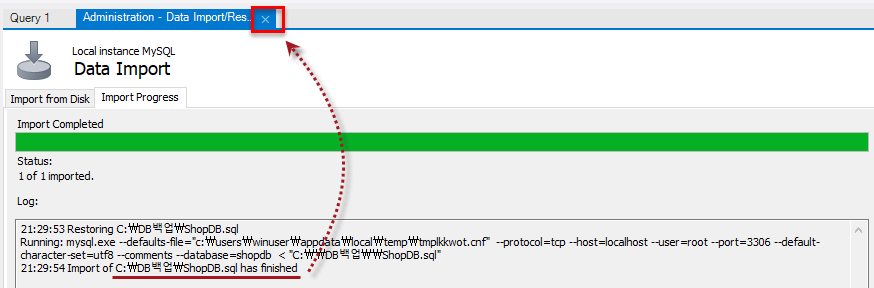 Query 1
Administration - Data Import/Res...
Local instance MySQL
Data Import
Import from Disk
Import Progress
Import Completed
Status:
1 of 1 imported.
Log:
21:29:53 Restoring C:₩DB백업₩ShopDB.sql
Running: mysql.exe --defaults-file="c:₩users₩winuser₩appdata₩local₩temp₩tmplkkwot.cnf"  --protocol=tcp --host=localhost --user=root --port=3306 --default-
character-set=utf8 --comments --database=shopdb  < "C:₩₩DB백업₩₩ShopDB.sql"
21:29:54 Import of C:₩DB백업₩ShopDB.sql has finished